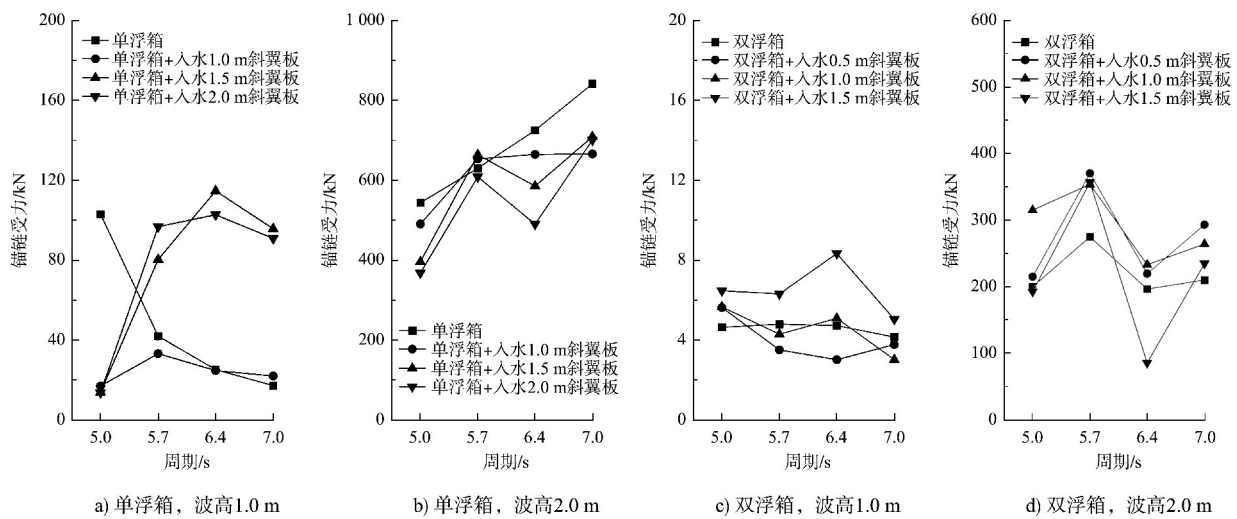 200
160
120
80
40
0
锚链受力/kN
单浮箱
单浮箱+入水1.0 m斜翼板
单浮箱+入水1.5 m斜翼板
单浮箱+入水2.0 m斜翼板
5.0 5.7 6.4 7.0
周期/s
a) 单浮箱，波高1.0 m
1 000
800
600
400
200
0
锚链受力/kN
单浮箱
单浮箱+入水1.0 m斜翼板
单浮箱+入水1.5 m斜翼板
单浮箱+入水2.0 m斜翼板
5.0 5.7 6.4 7.0
周期/s
b) 单浮箱，波高2.0 m
20
16
12
8
4
0
锚链受力/kN
双浮箱
双浮箱+入水0.5 m斜翼板
双浮箱+入水1.0 m斜翼板
双浮箱+入水1.5 m斜翼板
5.0 5.7 6.4 7.0
周期/s
c) 双浮箱，波高1.0 m
600
500
400
300
200
100
0
锚链受力/kN
双浮箱
双浮箱+入水0.5 m斜翼板
双浮箱+入水1.0 m斜翼板
双浮箱+入水1.5 m斜翼板
5.0 5.7 6.4 7.0
周期/s
d) 双浮箱，波高2.0 m